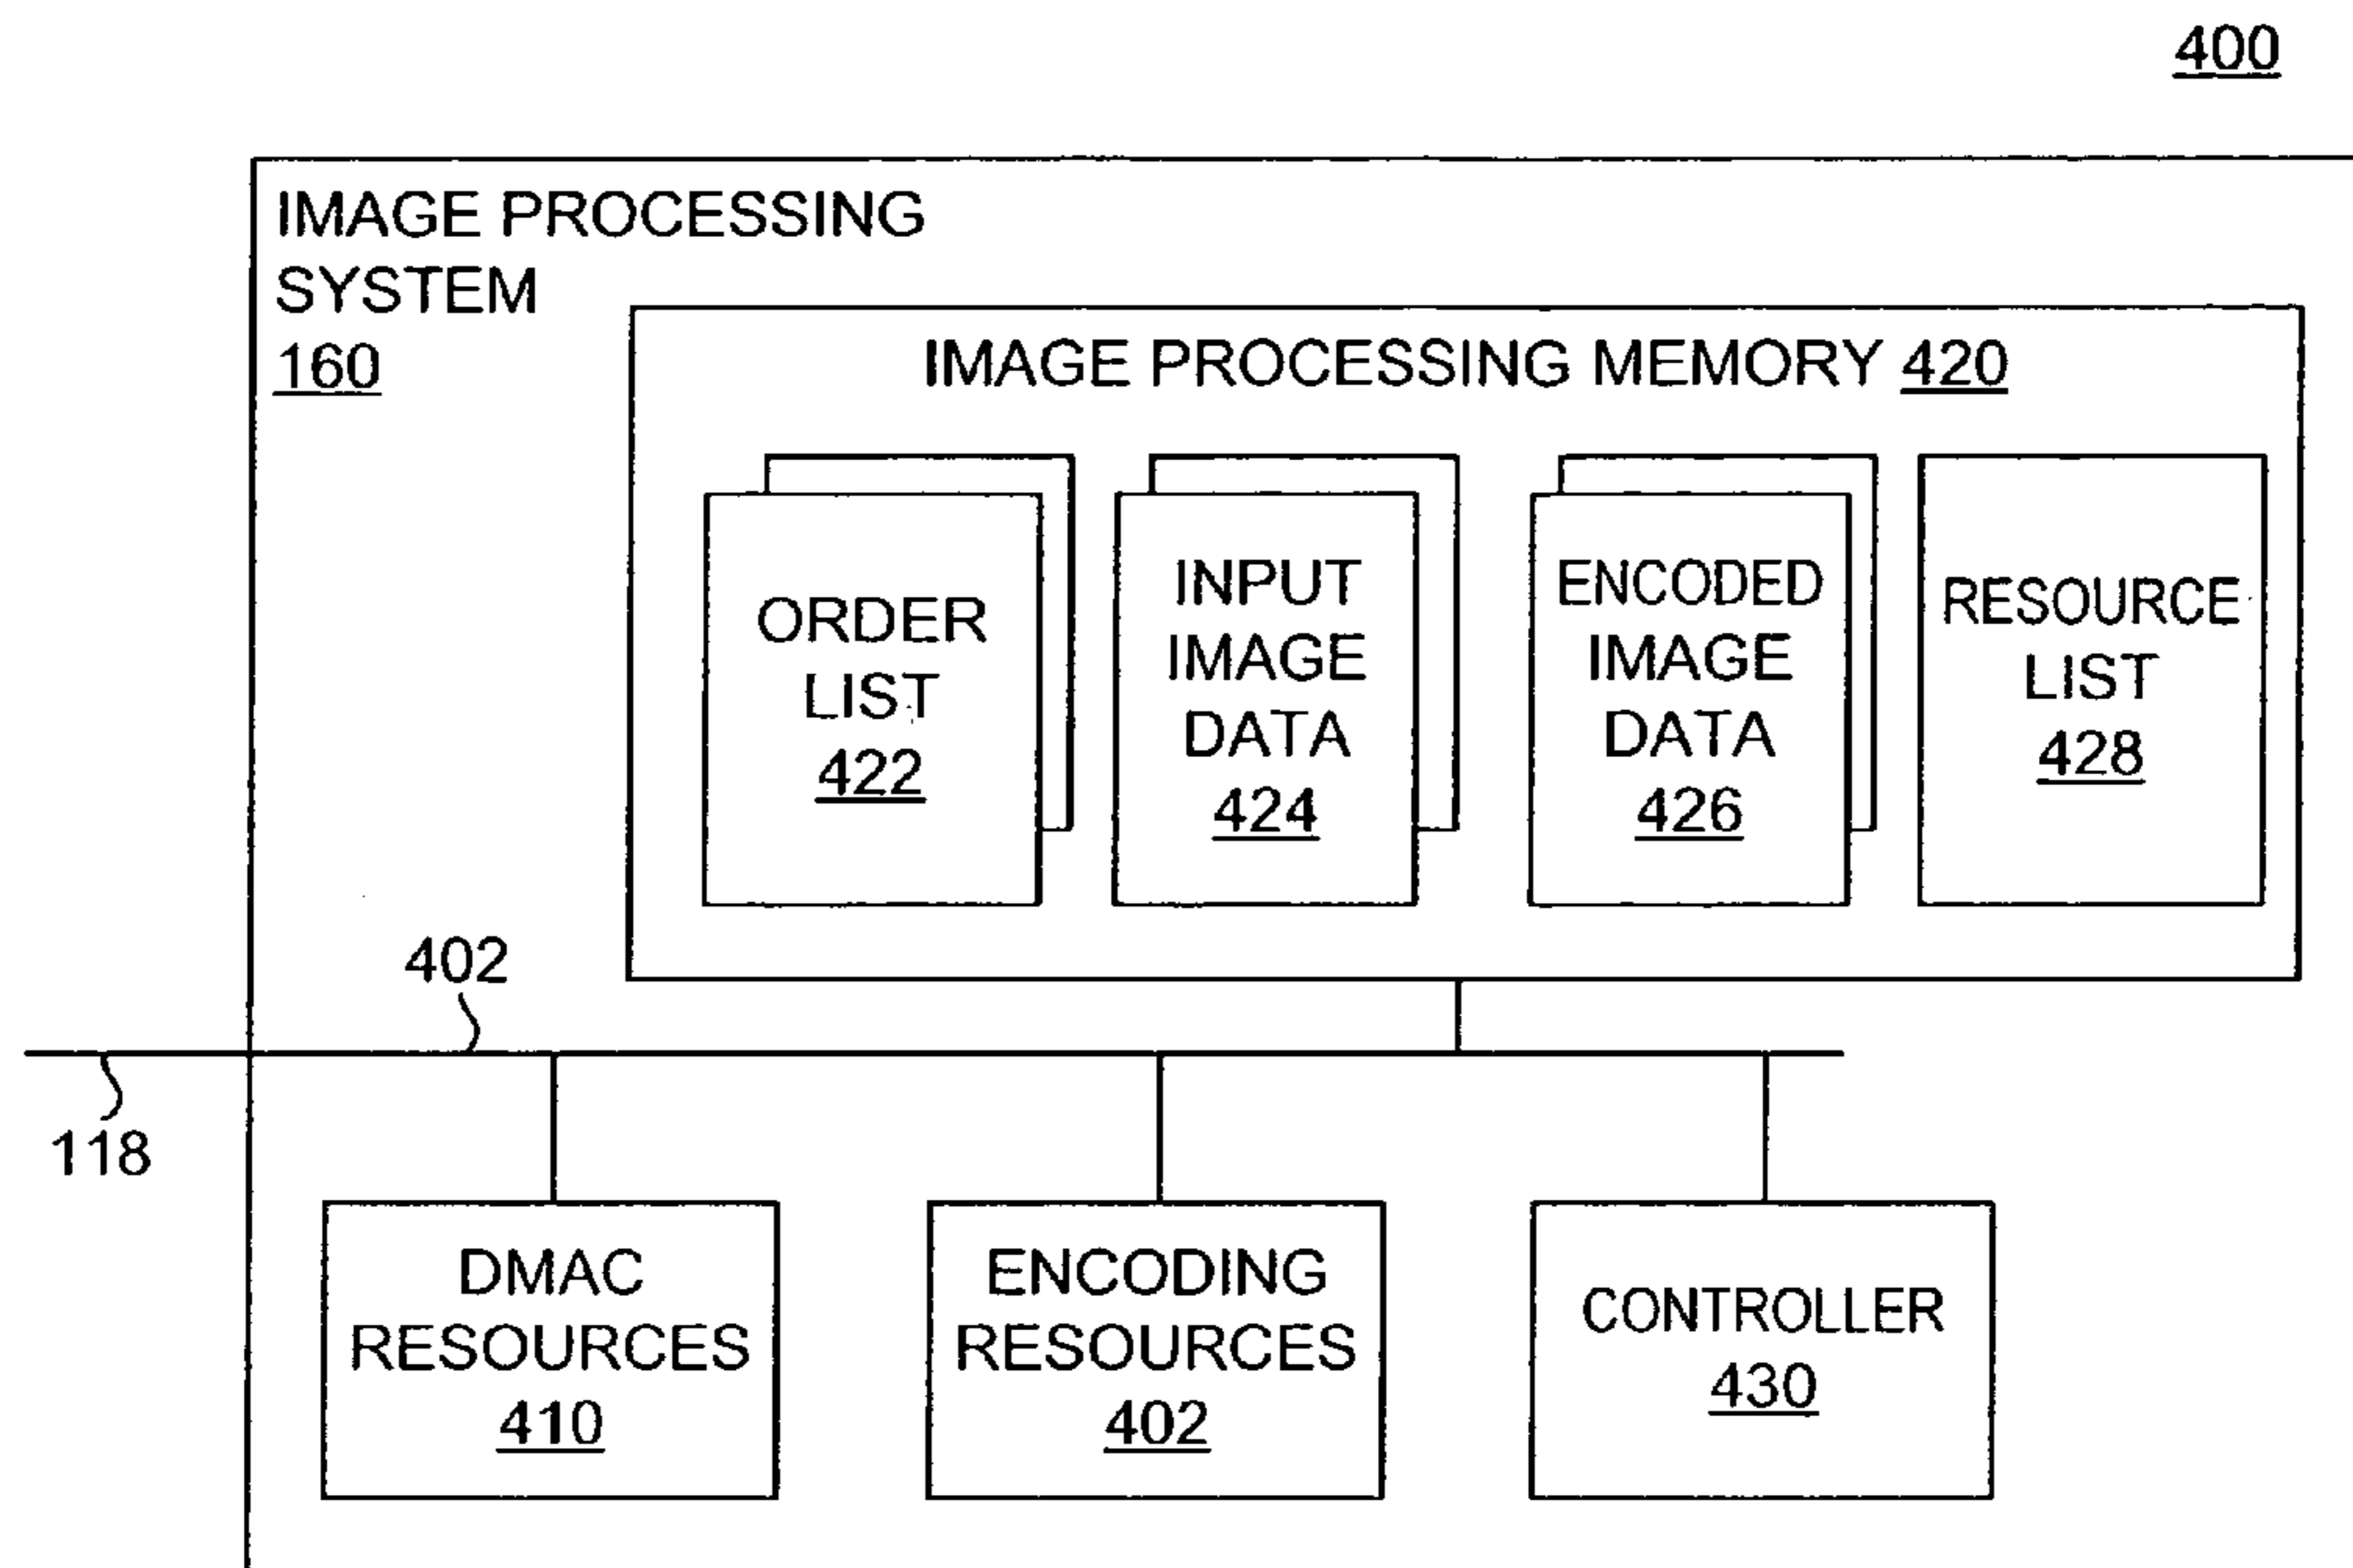 400
IMAGE PROCESSING
SYSTEM
160
IMAGE PROCESSING MEMORY 420
ORDER
LIST
422
INPUT
IMAGE
DATA
424
ENCODED
IMAGE
DATA
426
RESOURCE
LIST
428
402
118
DMAC
RESOURCES
410
ENCODING
RESOURCES
402
CONTROLLER
430